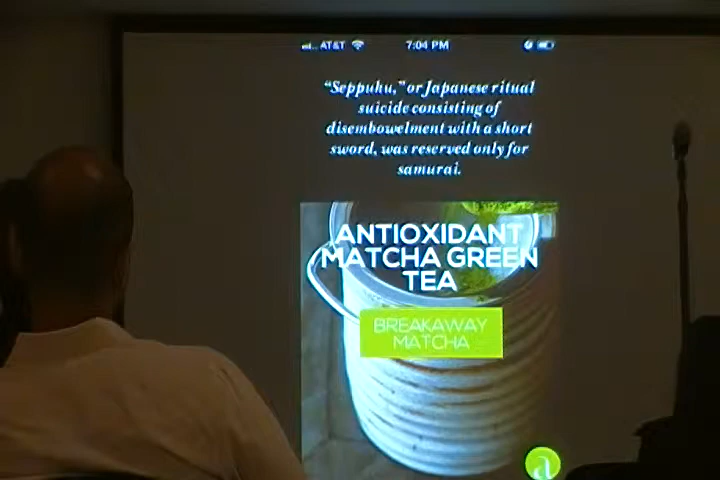 AT&T 7:04 PM
"Seppuku," or Japanese ritual
suicide consisting of
disembowelment with a short
sword, was reserved only for
samurai.
ANTIOXIDANT
MATCHA GREEN
TEA
BREAKAWAY
MATCHA
a